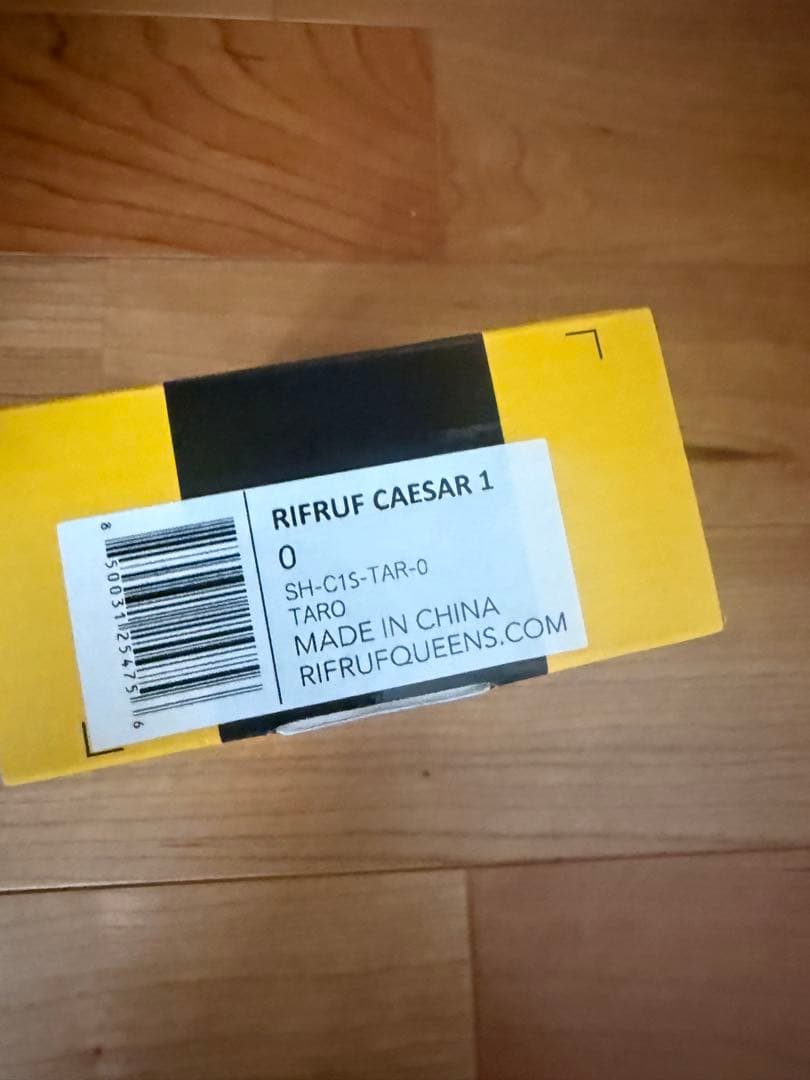 RIFRUF CAESAR 1
0
SH-C1S-TAR-0
TARO
MADE IN CHINA
RIFRUFQUEENS.COM
8 50031 25475 6